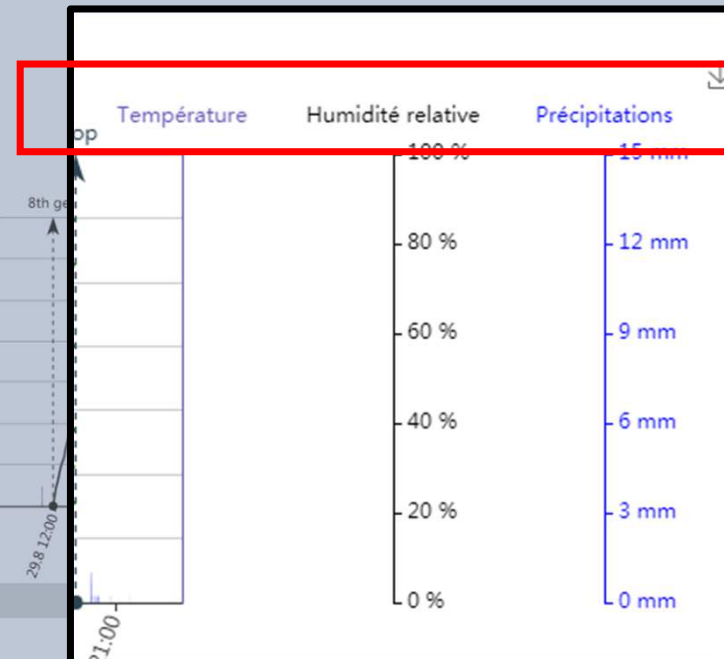 Température Humidité relative Précipitations
op
100 % 15 mm
8th ge
80 % 12 mm
60 % 9 mm
40 % 6 mm
20 % 3 mm
29.8 12:00
0 % 0 mm
21:00